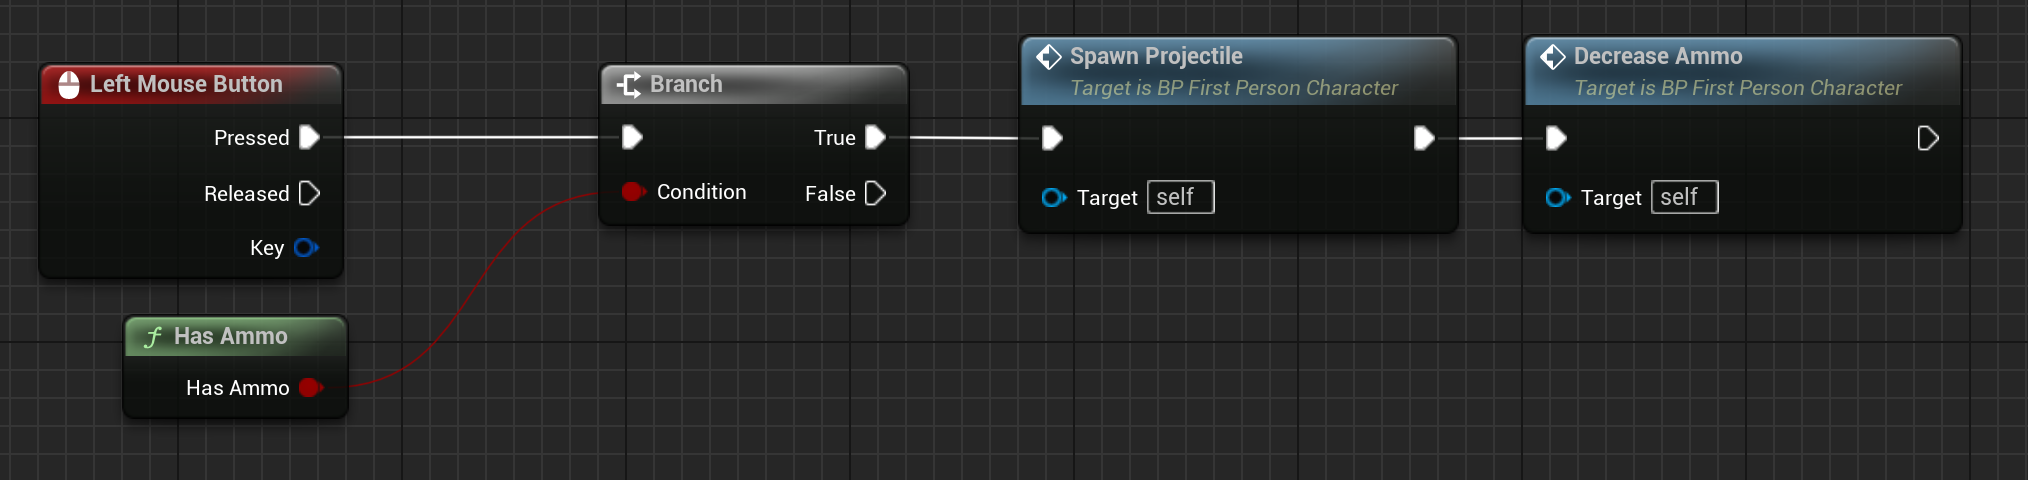 Left Mouse Button
Pressed
Released
Key
Has Ammo
Has Ammo
Branch
True
Condition
False
Spawn Projectile
Target is BP First Person Character
Target self
Decrease Ammo
Target is BP First Person Character
Target self